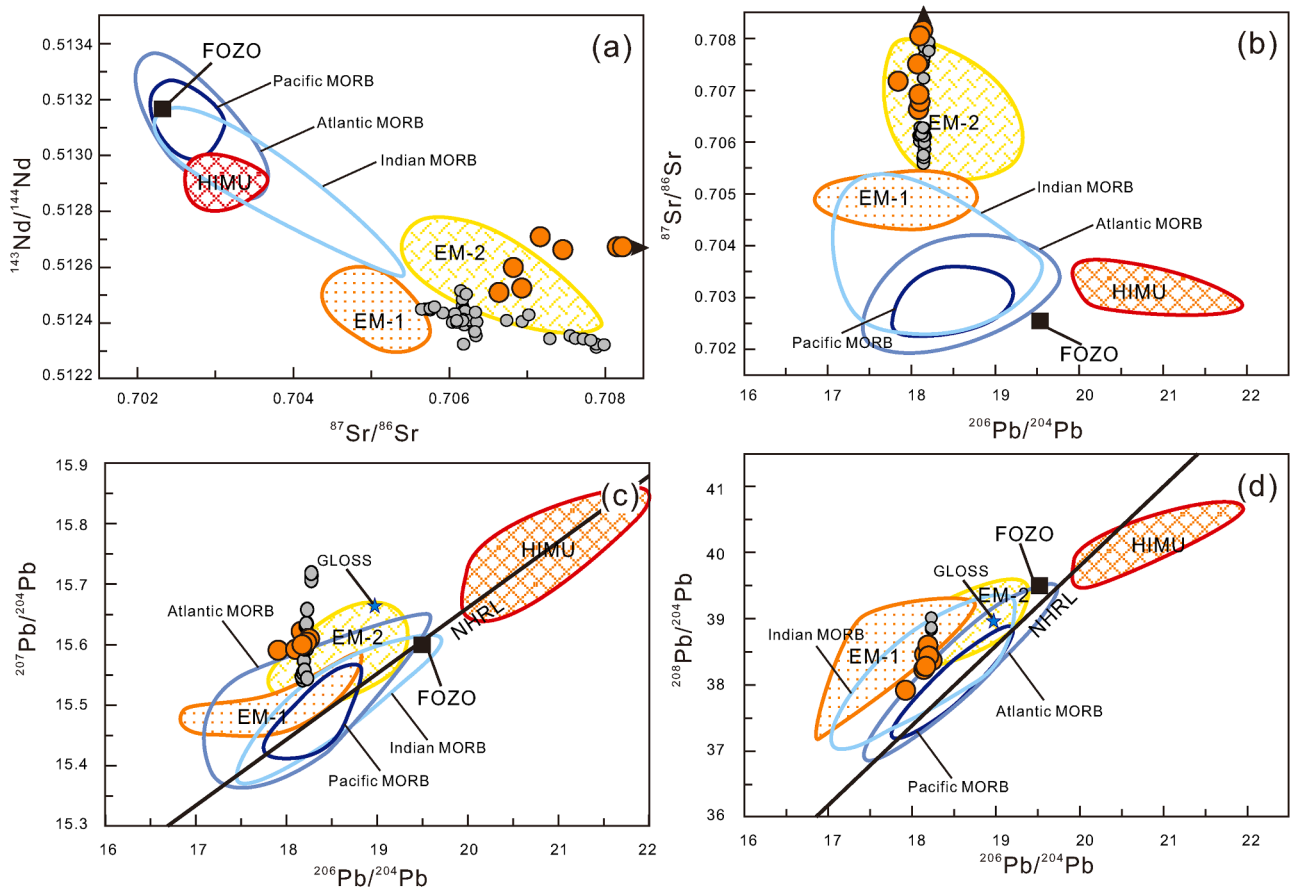 (a)
0.5134
0.5132
0.5130
0.5128
0.5126
0.5124
0.5122
143Nd/144Nd
FOZO
Pacific MORB
Atlantic MORB
Indian MORB
HIMU
EM-2
EM-1
0.702
0.704
0.706
0.708
87Sr/86Sr
(b)
0.708
0.707
0.706
0.705
0.704
0.703
0.702
87Sr/86Sr
EM-2
EM-1
Indian MORB
Atlantic MORB
HIMU
Pacific MORB
FOZO
16
17
18
19
20
21
22
206Pb/204Pb
(c)
15.9
15.8
15.7
15.6
15.5
15.4
15.3
207Pb/204Pb
HIMU
GLOSS
Atlantic MORB
NHRL
EM-2
FOZO
EM-1
Indian MORB
Pacific MORB
16
17
18
19
20
21
22
206Pb/204Pb
(d)
41
40
39
38
37
36
208Pb/204Pb
FOZO
HIMU
GLOSS
EM-2
NHRL
Indian MORB
EM-1
Atlantic MORB
Pacific MORB
16
17
18
19
20
21
22
206Pb/204Pb